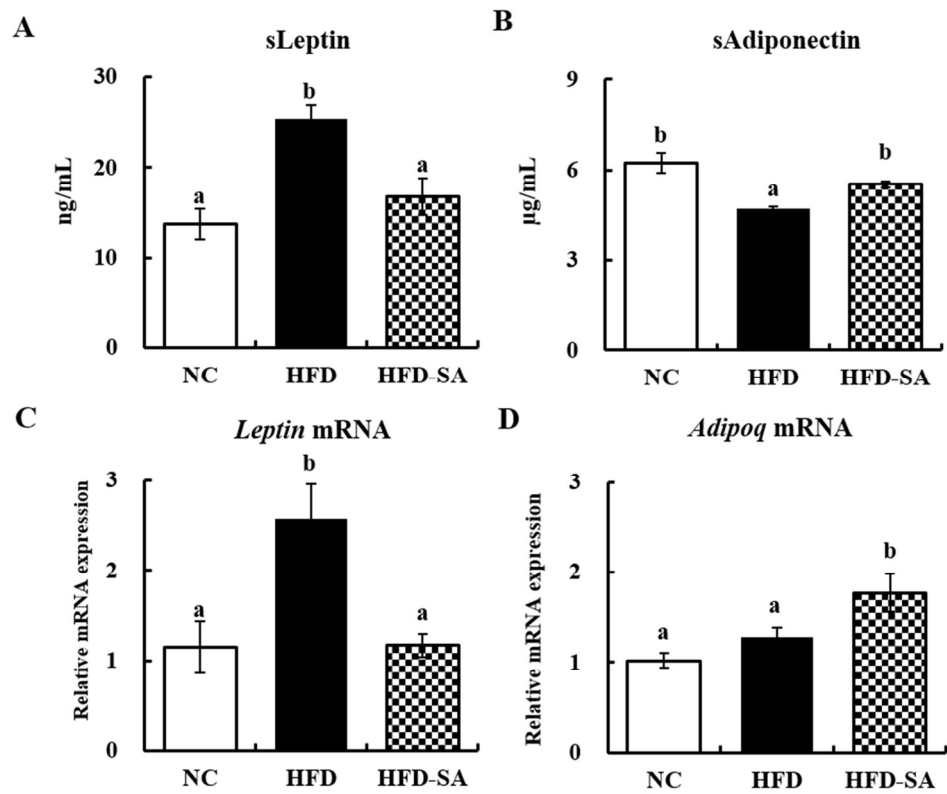 A
sLeptin
30
20
10
0
ng/mL
a
b
a
NC HFD HFD-SA
B
sAdiponectin
9
6
3
0
µg/mL
b
a
b
NC HFD HFD-SA
C
Leptin mRNA
3
2
1
0
Relative mRNA expression
a
b
a
NC HFD HFD-SA
D
Adipoq mRNA
3
2
1
0
Relative mRNA expression
a
a
b
NC HFD HFD-SA